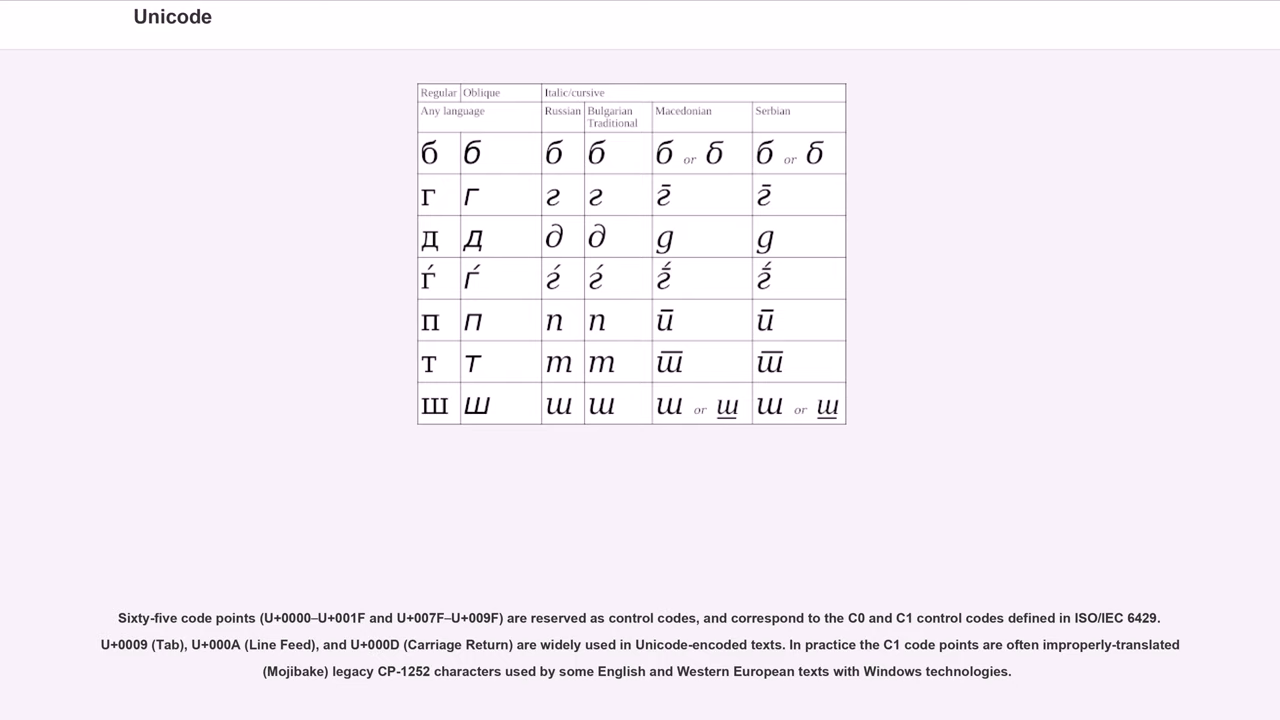 Unicode
Regular Oblique Italic/cursive
Any language Russian Bulgarian Traditional Macedonian Serbian
б б б б б or б б or б
г г г г г̄ г̄
д д д д g g
ѓ ѓ ѓ ѓ ѓ̄ ѓ̄
п п п п ӣ ӣ
т т т т ш̄ ш̄
ш ш ш ш ш or ш̲ ш or ш̲
Sixty-five code points (U+0000–U+001F and U+007F–U+009F) are reserved as control codes, and correspond to the C0 and C1 control codes defined in ISO/IEC 6429.
U+0009 (Tab), U+000A (Line Feed), and U+000D (Carriage Return) are widely used in Unicode-encoded texts. In practice the C1 code points are often improperly-translated
(Mojibake) legacy CP-1252 characters used by some English and Western European texts with Windows technologies.